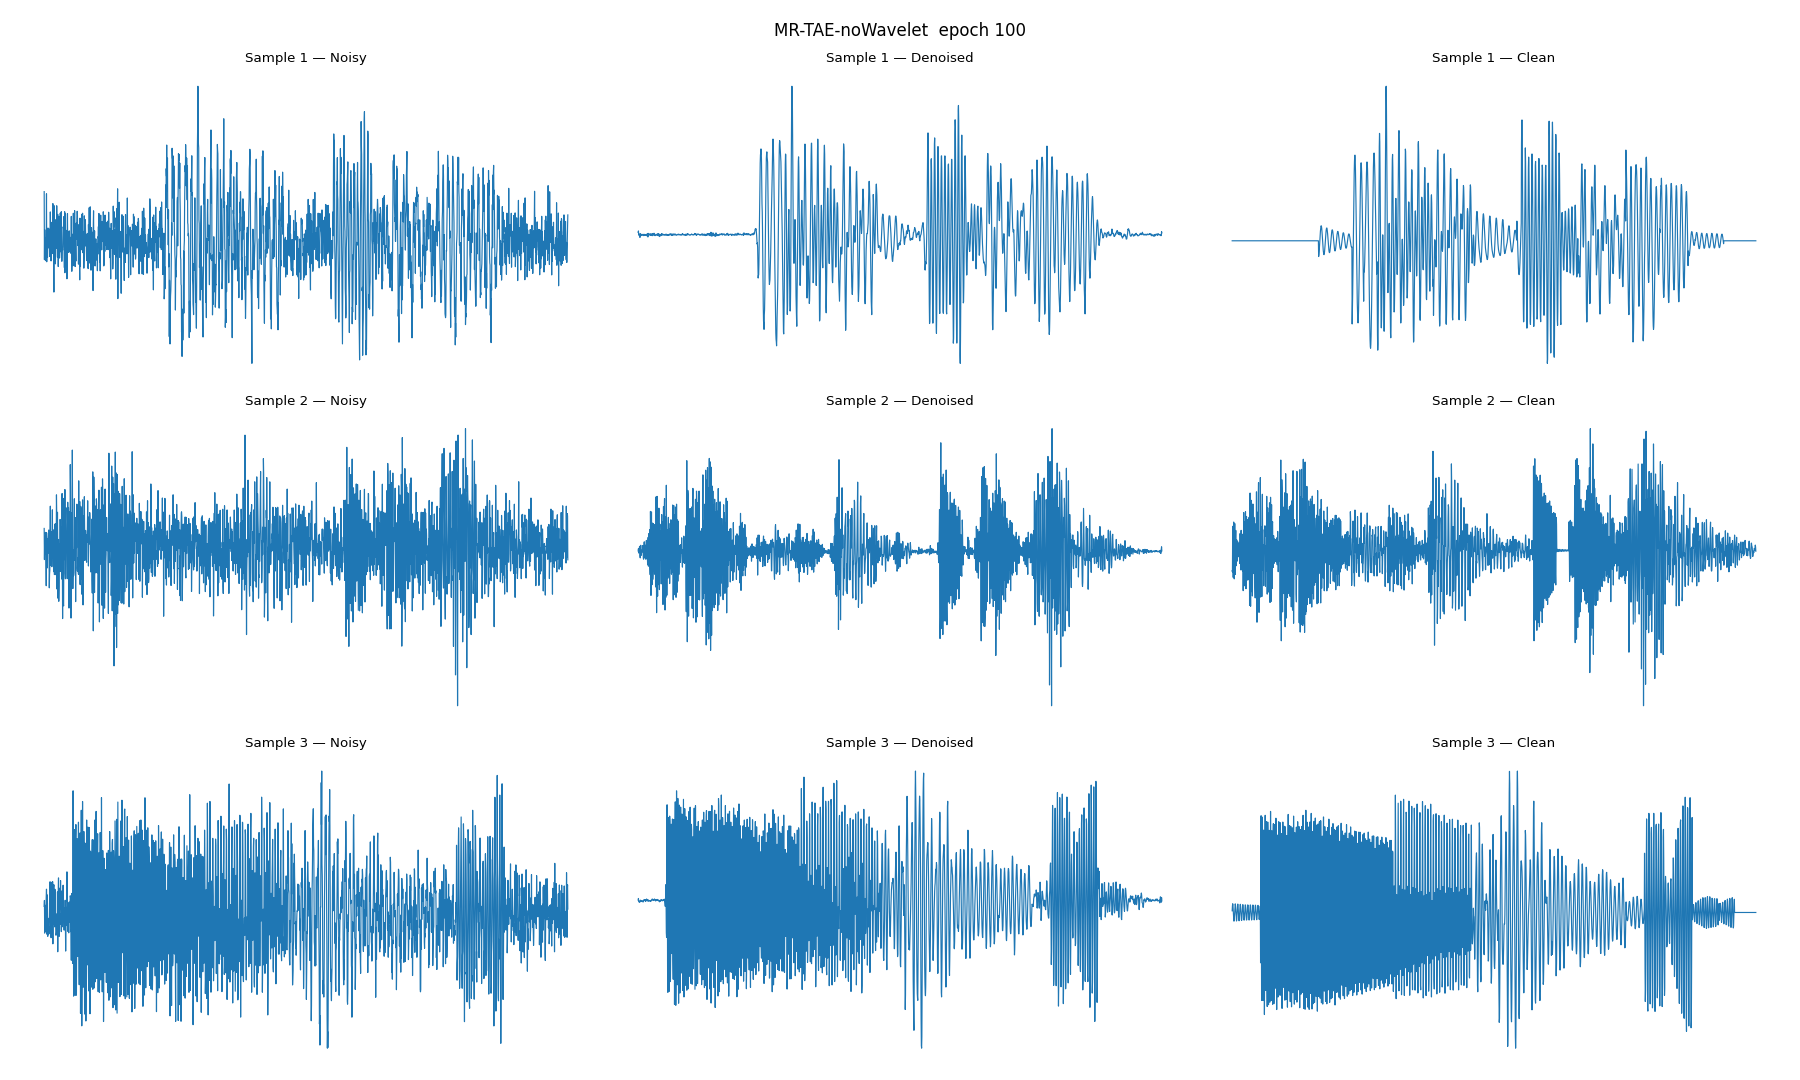 MR-TAE-noWavelet  epoch 100
Sample 1 — Noisy
Sample 1 — Denoised
Sample 1 — Clean
Sample 2 — Noisy
Sample 2 — Denoised
Sample 2 — Clean
Sample 3 — Noisy
Sample 3 — Denoised
Sample 3 — Clean